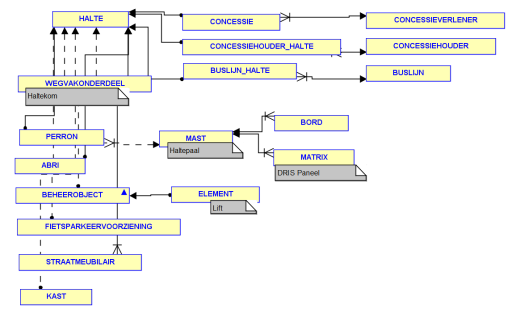 HALTE
CONCESSIE
CONCESSIEVERLENER
CONCESSIEHOUDER_HALTE
CONCESSIEHOUDER
BUSLIJN_HALTE
BUSLIJN
WEGVAKONDERDEEL
Haltekom
BORD
PERRON
MAST
Haltepaal
MATRIX
DRIS Paneel
ABRI
BEHEEROBJECT
ELEMENT
Lift
FIETSPARKEERVOORZIENING
STRAATMEUBILAIR
KAST